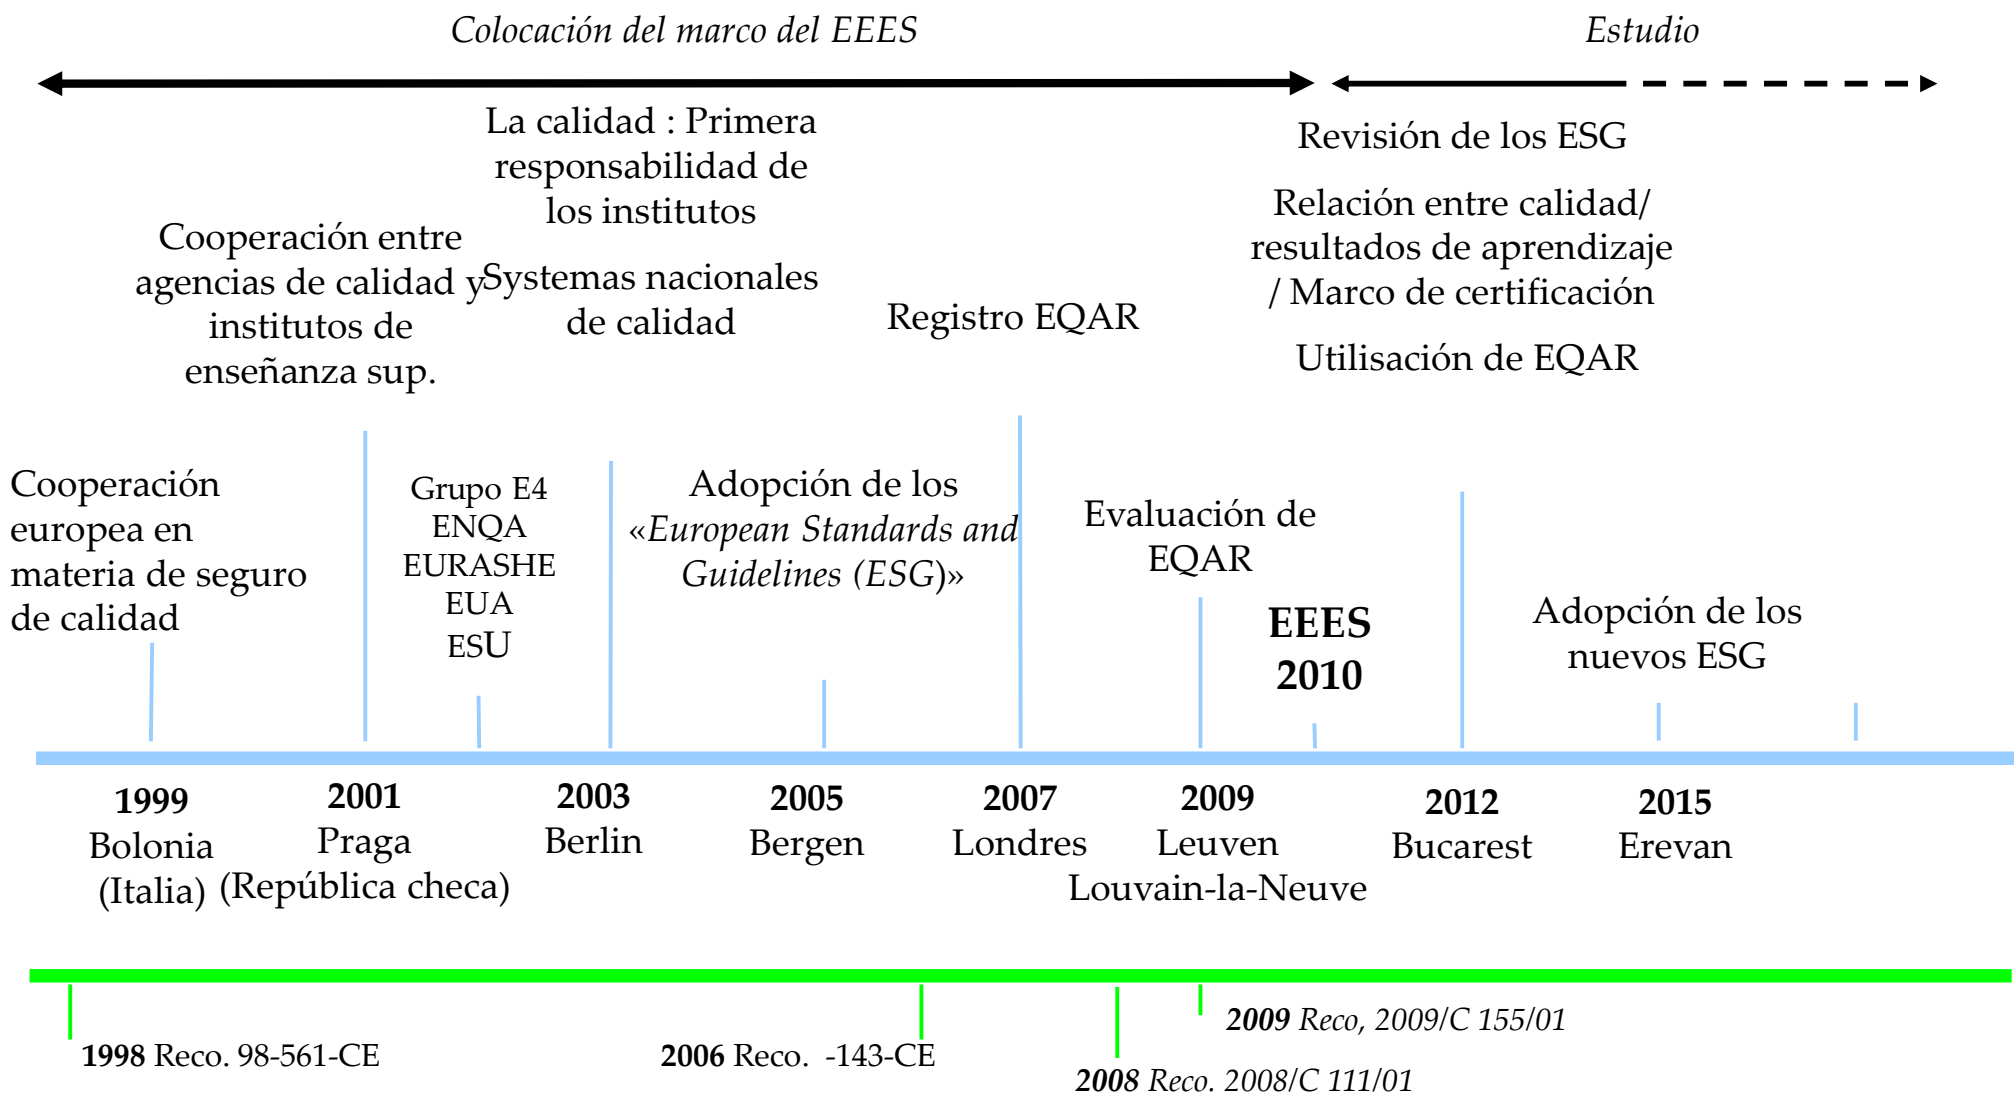 Colocación del marco del EEES
Estudio
La calidad : Primera
responsabilidad de
los institutos
Systemas nacionales
de calidad
Cooperación entre
agencias de calidad y
institutos de
enseñanza sup.
Registro EQAR
Revisión de los ESG
Relación entre calidad/
resultados de aprendizaje
/ Marco de certificación
Utilisación de EQAR
Cooperación
europea en
materia de seguro
de calidad
Grupo E4
ENQA
EURASHE
EUA
ESU
Adopción de los
«European Standards and
Guidelines (ESG)»
Evaluación de
EQAR
EEES
2010
Adopción de los
nuevos ESG
1999
Bolonia
(Italia)
2001
Praga
(República checa)
2003
Berlin
2005
Bergen
2007
Londres
2009
Leuven
Louvain-la-Neuve
2012
Bucarest
2015
Erevan
1998 Reco. 98-561-CE
2006 Reco. -143-CE
2009 Reco, 2009/C 155/01
2008 Reco. 2008/C 111/01